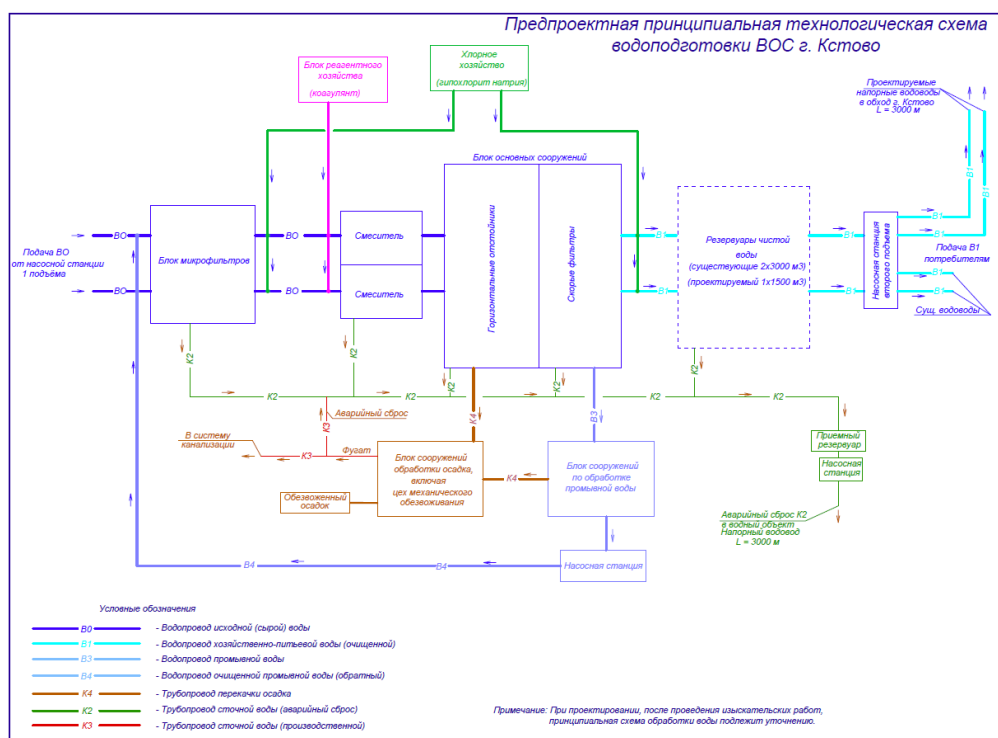 Предпроектная принципиальная технологическая схема
водоподготовки ВОС г. Кстово
Блок реагентного
хозяйства
(коагулянт)
Хлорное
хозяйство
(гипохлорит натрия)
Проектируемые
напорные водоводы
в обход г. Кстово
L = 3000 м
Блок основных сооружений
В1
В1
Подача ВО
от насосной станции
1 подъёма
ВО
ВО
Блок микрофильтров
ВО
ВО
Смеситель
Смеситель
Горизонтальные отстойники
Скорые фильтры
В1
В1
Резервуары чистой
воды
(существующие 2х3000 м3)
(проектируемый 1х1500 м3)
В1
В1
Насосная станция
второго подъема
В1
В1
В1
В1
Подача В1
потребителям
Сущ. водоводы
К2
К2
К2
К2
К2
К2
К2
К2
К2
К2
Аварийный сброс
К3
К4
В3
В систему
канализации
К3
Фугат
Блок сооружений
обработки осадка,
включая
цех механического
обезвоживания
К4
Блок сооружений
по обработке
промывной воды
Обезвоженный
осадок
Приемный
резервуар
Насосная
станция
Аварийный сброс К2
в водный объект
Напорный водовод
L = 3000 м
В4
В4
Насосная станция
Условные обозначения
В0 - Водопровод исходной (сырой) воды
В1 - Водопровод хозяйственно-питьевой воды (очищенной)
В3 - Водопровод промывной воды
В4 - Водопровод очищенной промывной воды (обратный)
К4 - Трубопровод перекачки осадка
К2 - Трубопровод сточной воды (аварийный сброс)
К3 - Трубопровод сточной воды (производственной)
Примечание: При проектировании, после проведения изыскательских работ,
принципиальная схема обработки воды подлежит уточнению.